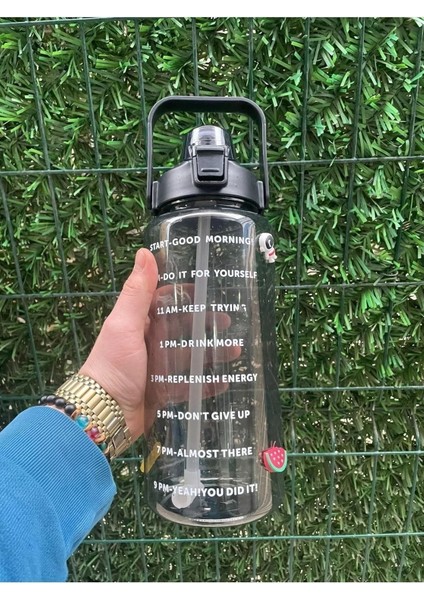 START-GOOD MORNING
DO IT FOR YOURSELF
11 AM-KEEP TRYING
1 PM-DRINK MORE
3 PM-REPLENISH ENERGY
5 PM-DON'T GIVE UP
7 PM-ALMOST THERE
9 PM-YEAH!YOU DID IT!